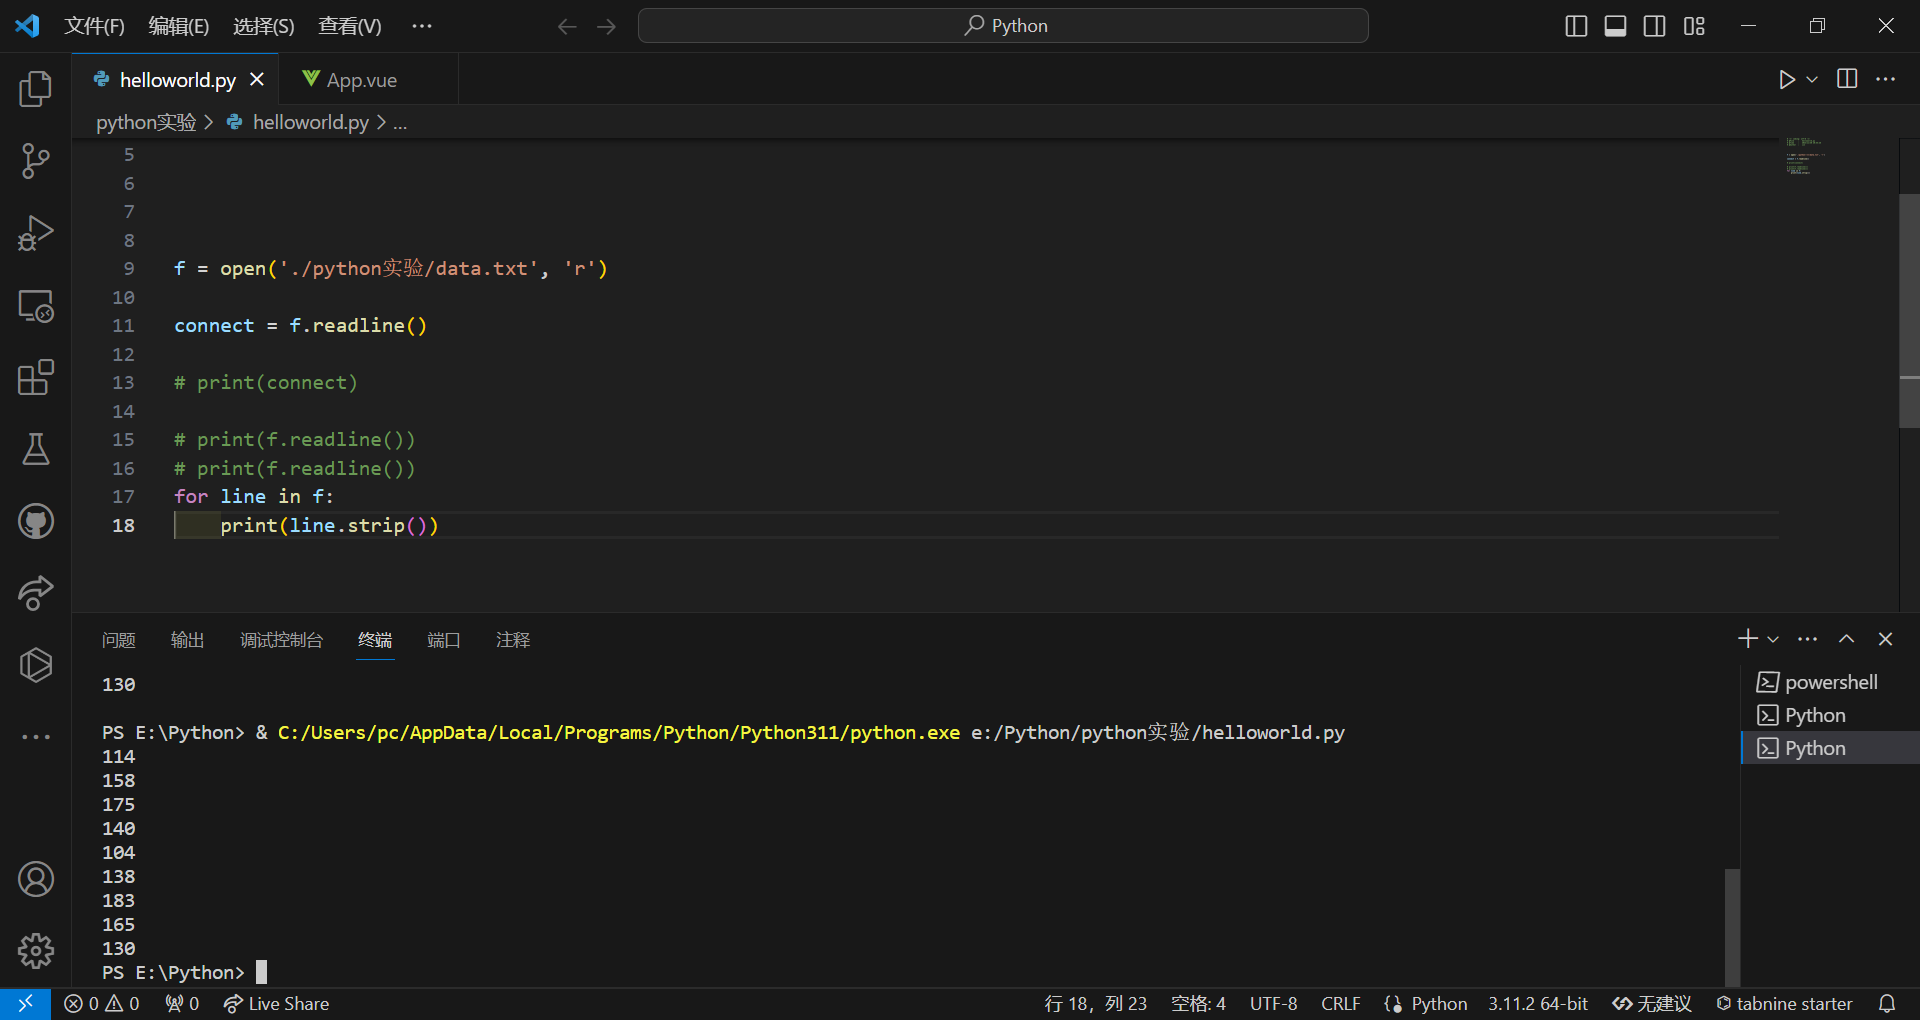 文件(F) 编辑(E) 选择(S) 查看(V) ··· Python
helloworld.py App.vue
python实验 > helloworld.py > ...
5
6
7
8
9 f = open('./python实验/data.txt', 'r')
10
11 connect = f.readline()
12
13 # print(connect)
14
15 # print(f.readline())
16 # print(f.readline())
17 for line in f:
18     print(line.strip())
问题 输出 调试控制台 终端 端口 注释
130
PS E:\Python> & C:/Users/pc/AppData/Local/Programs/Python/Python311/python.exe e:/Python/python实验/helloworld.py
114
158
175
140
104
138
183
165
130
PS E:\Python>
powershell
Python
Python
0 0 0 Live Share 行 18，列 23 空格: 4 UTF-8 CRLF Python 3.11.2 64-bit 无建议 tabnine starter